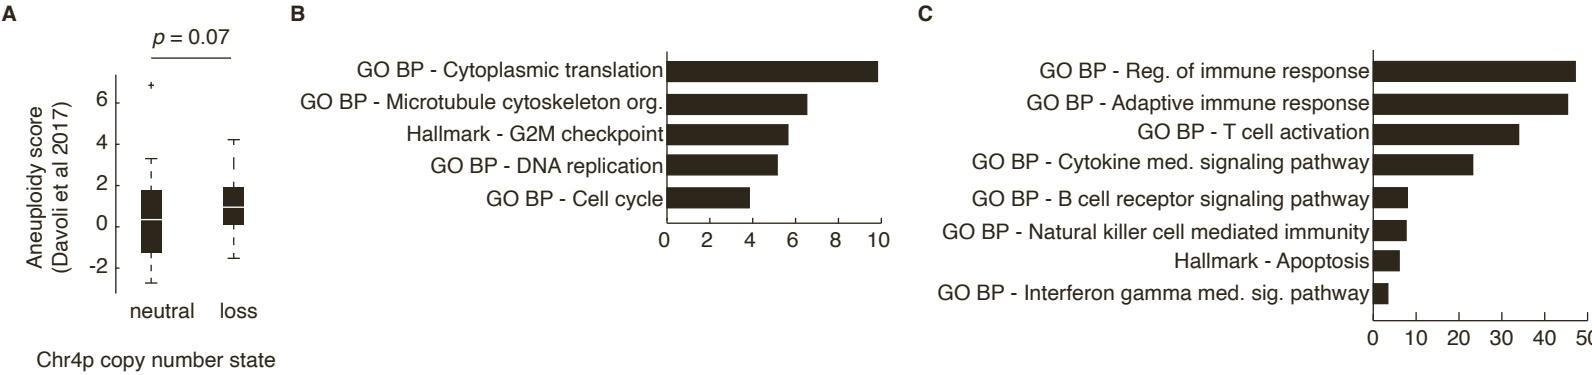 A
p = 0.07
Aneuploidy score
(Davoli et al 2017)
6
4
2
0
-2
neutral loss
Chr4p copy number state
B
GO BP - Cytoplasmic translation
GO BP - Microtubule cytoskeleton org.
Hallmark - G2M checkpoint
GO BP - DNA replication
GO BP - Cell cycle
0 2 4 6 8 10
C
GO BP - Reg. of immune response
GO BP - Adaptive immune response
GO BP - T cell activation
GO BP - Cytokine med. signaling pathway
GO BP - B cell receptor signaling pathway
GO BP - Natural killer cell mediated immunity
Hallmark - Apoptosis
GO BP - Interferon gamma med. sig. pathway
0 10 20 30 40 50